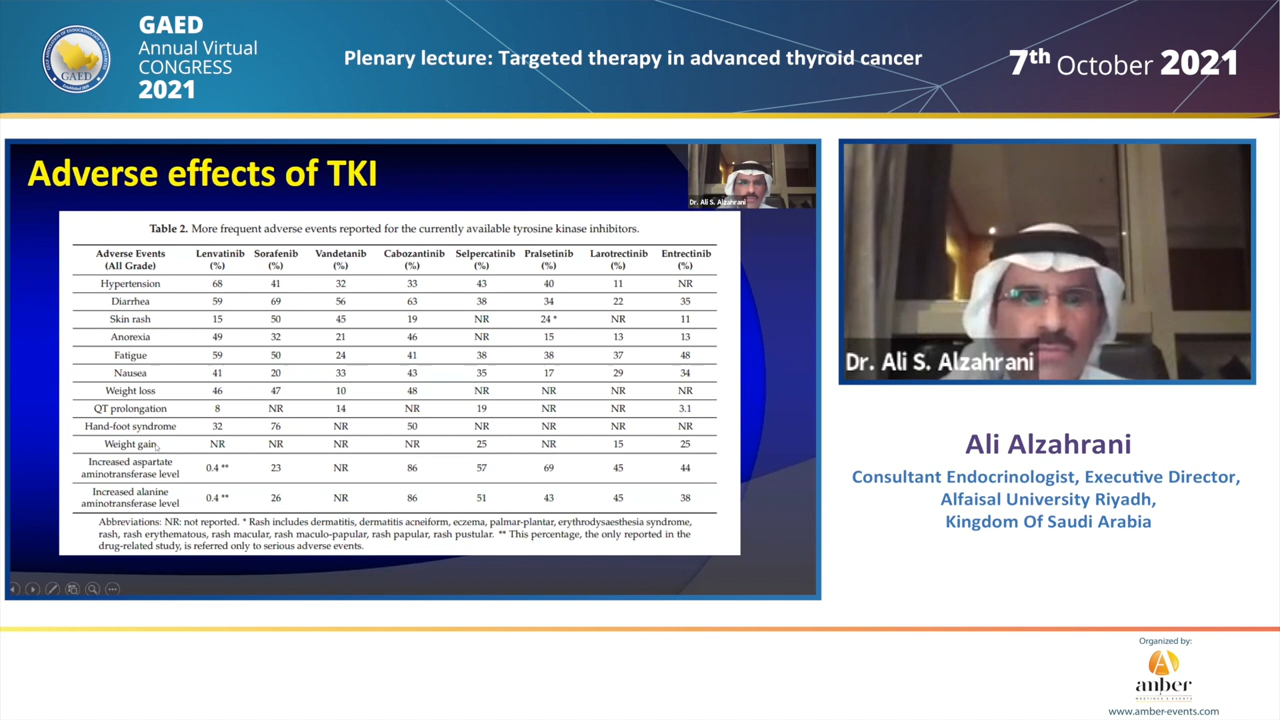 GAED
Annual Virtual
CONGRESS
2021
GAED
Plenary lecture: Targeted therapy in advanced thyroid cancer
7th October 2021
Adverse effects of TKI
Dr. Ali S. Alzahrani
Table 2. More frequent adverse events reported for the currently available tyrosine kinase inhibitors.
Adverse Events (All Grade) Lenvatinib (%) Sorafenib (%) Vandetanib (%) Cabozantinib (%) Selpercatinib (%) Pralsetinib (%) Larotrectinib (%) Entrectinib (%)
Hypertension 68 41 32 33 43 40 11 NR
Diarrhea 59 69 56 63 38 34 22 35
Skin rash 15 50 45 19 NR 24 * NR 11
Anorexia 49 32 21 46 NR 15 13 13
Fatigue 59 50 24 41 38 38 37 48
Nausea 41 20 33 43 35 17 29 34
Weight loss 46 47 10 48 NR NR NR NR
QT prolongation 8 NR 14 NR 19 NR NR 3.1
Hand-foot syndrome 32 76 NR 50 NR NR NR NR
Weight gain NR NR NR NR 25 NR 15 25
Increased aspartate aminotransferase level 0.4 ** 23 NR 86 57 69 45 44
Increased alanine aminotransferase level 0.4 ** 26 NR 86 51 43 45 38
Abbreviations: NR: not reported. * Rash includes dermatitis, dermatitis acneiform, eczema, palmar-plantar, erythrodysaesthesia syndrome,
rash, rash erythematous, rash macular, rash maculo-papular, rash papular, rash pustular. ** This percentage, the only reported in the
drug-related study, is referred only to serious adverse events.
Dr. Ali S. Alzahrani
Ali Alzahrani
Consultant Endocrinologist, Executive Director,
Alfaisal University Riyadh,
Kingdom Of Saudi Arabia
Organized by:
anber
www.amber-events.com